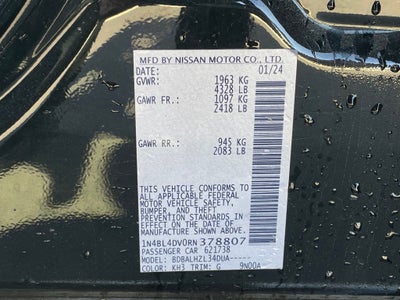 MFD BY NISSAN MOTOR CO., LTD.
DATE: 01/24
GVWR: 1963 KG
4328 LB
GAWR FR.: 1097 KG
2418 LB
GAWR RR.: 945 KG
2083 LB
THIS VEHICLE CONFORMS TO ALL
APPLICABLE FEDERAL
MOTOR VEHICLE SAFETY,
BUMPER, AND THEFT
PREVENTION STANDARDS
IN EFFECT ON THE DATE OF
MANUFACTURE SHOWN ABOVE.
1N4BL4DV0RN378807
PASSENGER CAR 621738
MODEL: BDBALHZL34DUA-----
COLOR: KH3 TRIM: G 9N00A